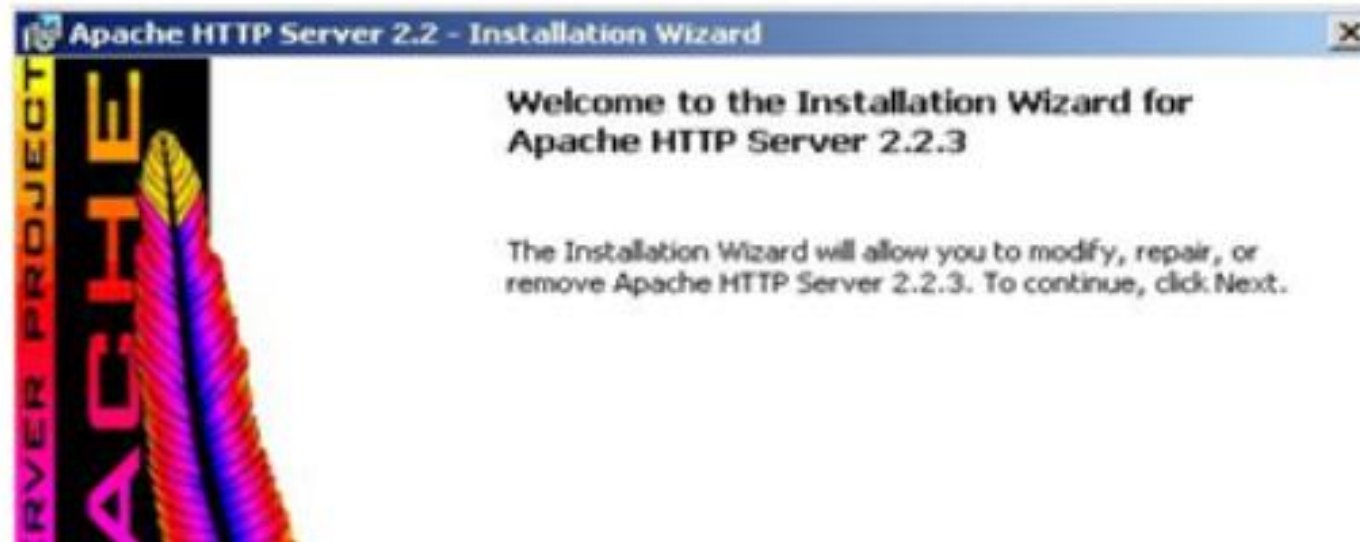 Apache HTTP Server 2.2 - Installation Wizard
Welcome to the Installation Wizard for
Apache HTTP Server 2.2.3
The Installation Wizard will allow you to modify, repair, or
remove Apache HTTP Server 2.2.3. To continue, click Next.
RVER PROJECT
ACHE